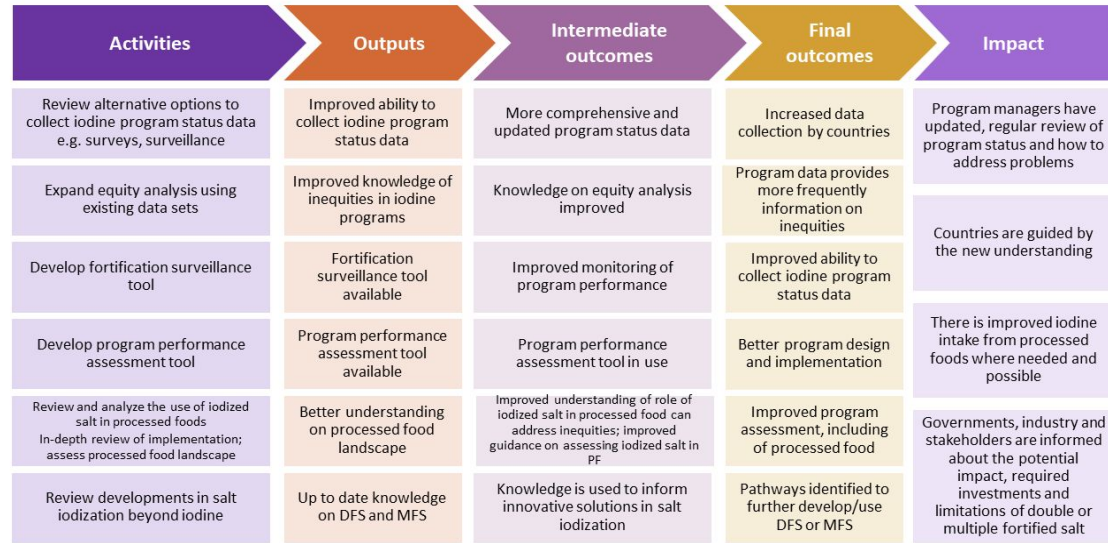 Activities
Outputs
Intermediate
outcomes
Final
outcomes
Impact
Review alternative options to
collect iodine program status data
e.g. surveys, surveillance
Improved ability to
collect iodine program
status data
More comprehensive and
updated program status data
Increased data
collection by countries
Program managers have
updated, regular review of
program status and how to
address problems
Expand equity analysis using
existing data sets
Improved knowledge of
inequities in iodine
programs
Knowledge on equity analysis
improved
Program data provides
more frequently
information on
inequities
Countries are guided by
the new understanding
Develop fortification surveillance
tool
Fortification
surveillance tool
available
Improved monitoring of
program performance
Improved ability to
collect iodine program
status data
Develop program performance
assessment tool
Program performance
assessment tool
available
Program performance
assessment tool in use
Better program design
and implementation
There is improved iodine
intake from processed
foods where needed and
possible
Review and analyze the use of iodized
salt in processed foods
In-depth review of implementation;
assess processed food landscape
Better understanding
on processed food
landscape
Improved understanding of role of
iodized salt in processed food can
address inequities; improved
guidance on assessing iodized salt in
PF
Improved program
assessment, including
of processed food
Governments, industry and
stakeholders are informed
about the potential
impact, required
investments and
limitations of double or
multiple fortified salt
Review developments in salt
iodization beyond iodine
Up to date knowledge
on DFS and MFS
Knowledge is used to inform
innovative solutions in salt
iodization
Pathways identified to
further develop/use
DFS or MFS